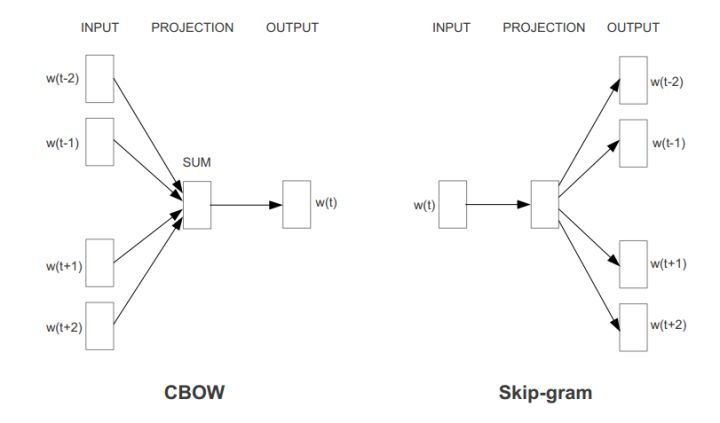 INPUT PROJECTION OUTPUT
w(t-2)
w(t-1)
SUM
w(t)
w(t+1)
w(t+2)
CBOW
INPUT PROJECTION OUTPUT
w(t-2)
w(t-1)
w(t)
w(t+1)
w(t+2)
Skip-gram